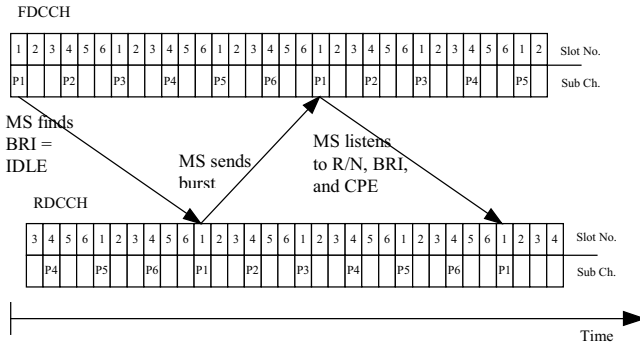 FDCCH
1 2 3 4 5 6 1 2 3 4 5 6 1 2 3 4 5 6 1 2 3 4 5 6 1 2 3 4 5 6 1 2 Slot No.
P1 P2 P3 P4 P5 P6 P1 P2 P3 P4 P5 Sub Ch.
MS finds
BRI =
IDLE
MS sends
burst
MS listens
to R/N, BRI,
and CPE
RDCCH
3 4 5 6 1 2 3 4 5 6 1 2 3 4 5 6 1 2 3 4 5 6 1 2 3 4 5 6 1 2 3 4 Slot No.
P4 P5 P6 P1 P2 P3 P4 P5 P6 P1 Sub Ch.
Time